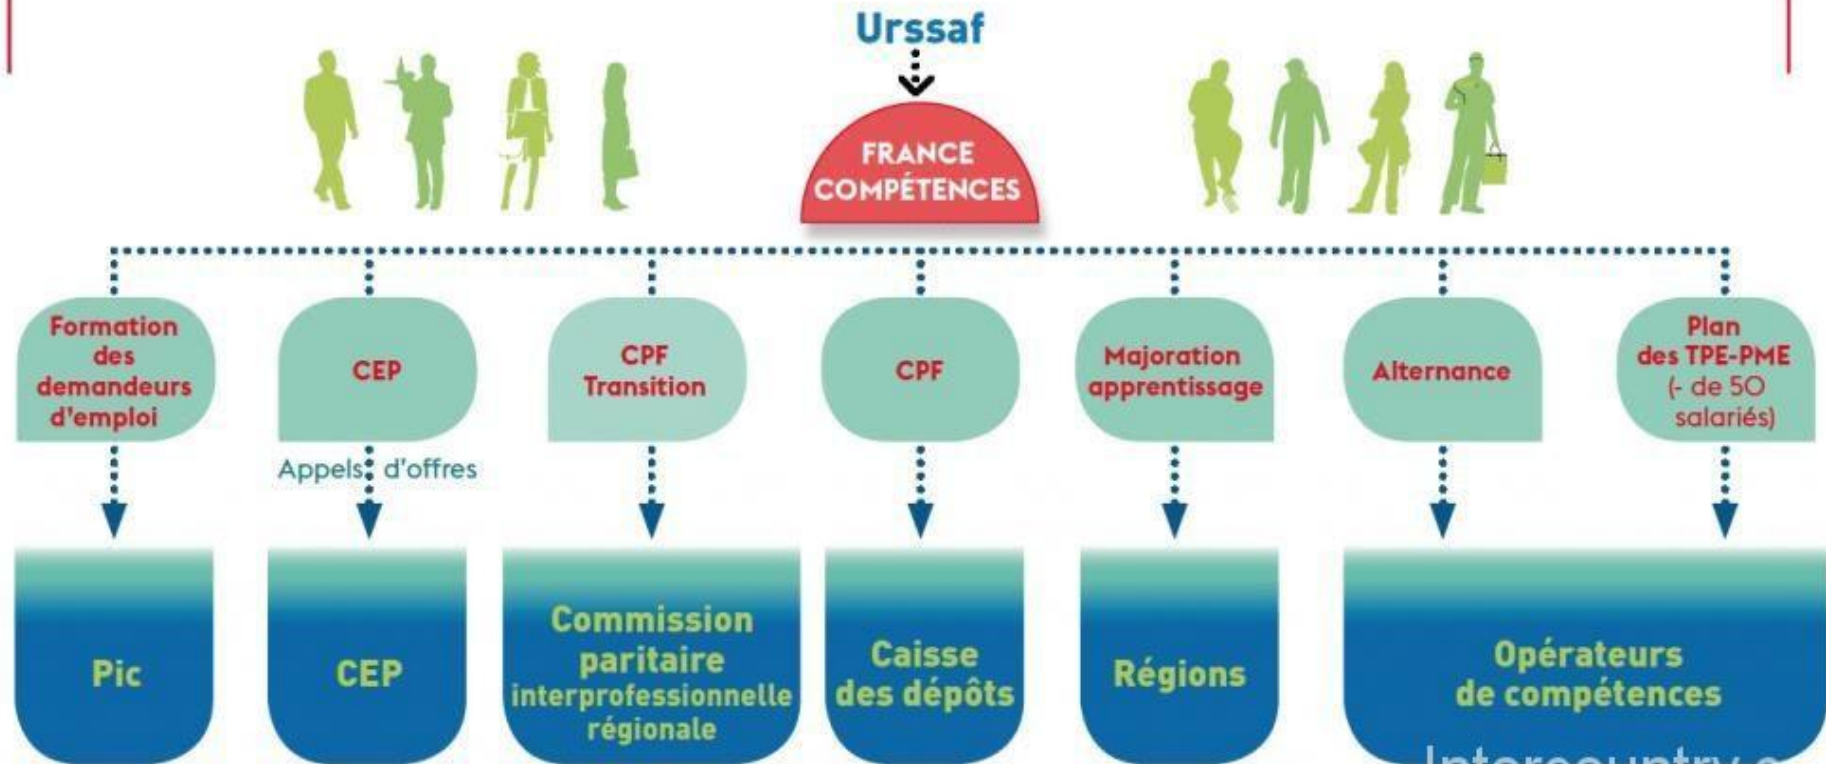 Urssaf
FRANCE
COMPÉTENCES
Formation
des
demandeurs
d'emploi
CEP
CPF
Transition
CPF
Majoration
apprentissage
Alternance
Plan
des TPE-PME
(- de 50
salariés)
Appels d'offres
Pic
CEP
Commission
paritaire
interprofessionnelle
régionale
Caisse
des dépôts
Régions
Opérateurs
de compétences